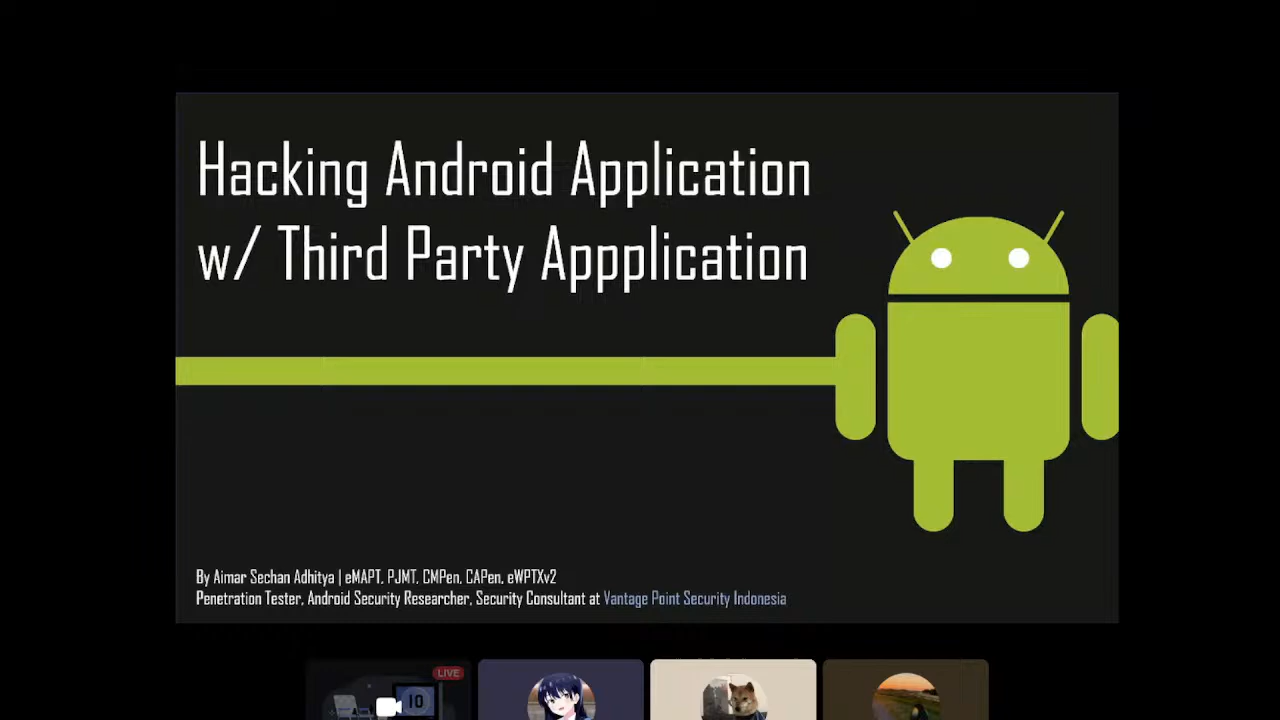 Hacking Android Application
w/ Third Party Appplication
By Aimar Sechan Adhitya | eMAPT, PJMT, CMPen, CAPen, eWPTXv2
Penetration Tester, Android Security Researcher, Security Consultant at Vantage Point Security Indonesia
LIVE
10